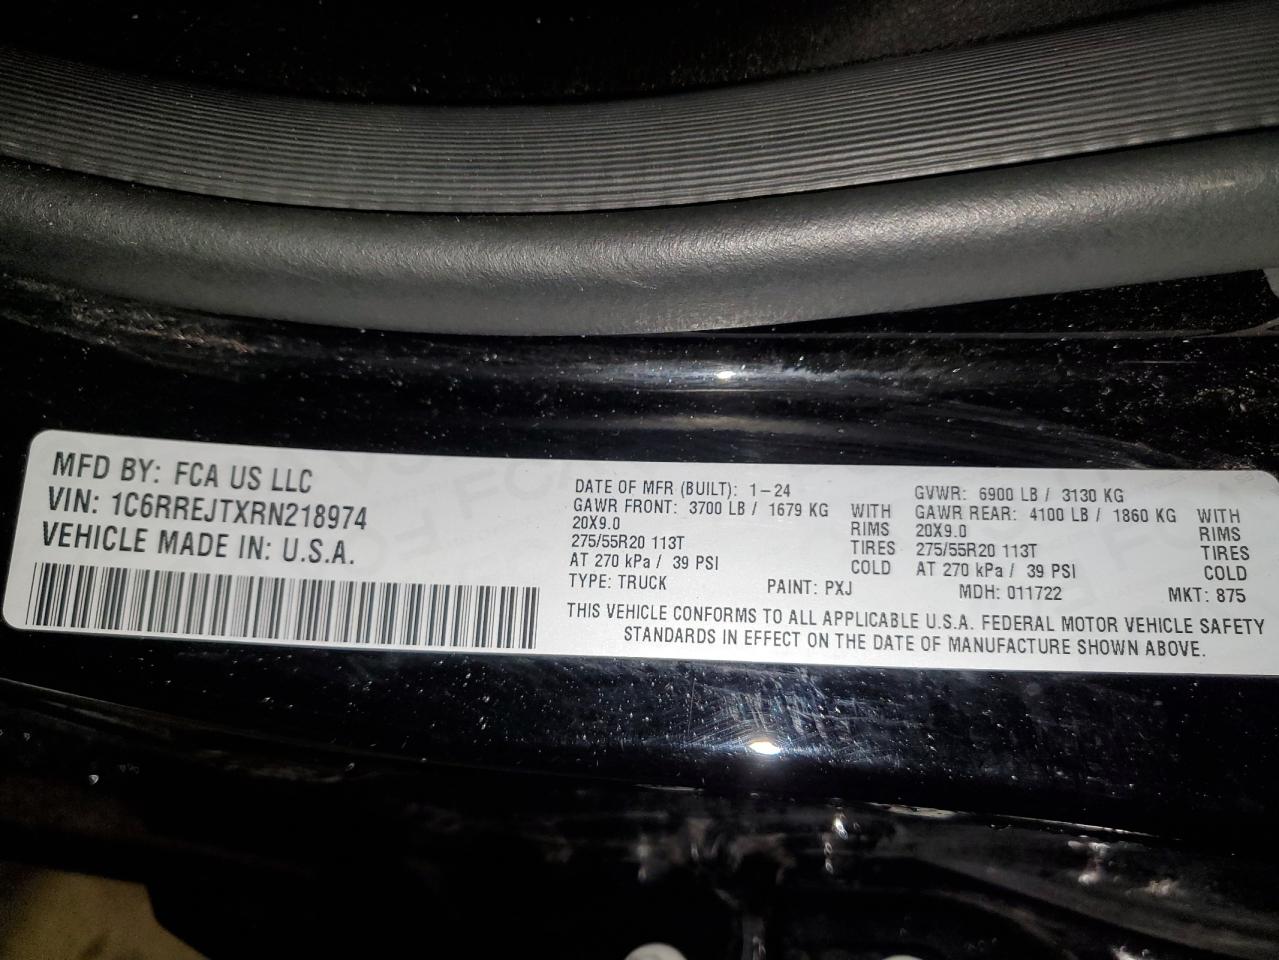 MFD BY: FCA US LLC
VIN: 1C6RREJTXRN218974
VEHICLE MADE IN: U.S.A.
DATE OF MFR (BUILT): 1-24
GAWR FRONT: 3700 LB / 1679 KG WITH
20X9.0 RIMS
275/55R20 113T TIRES
AT 270 kPa / 39 PSI COLD
TYPE: TRUCK PAINT: PXJ
GVWR: 6900 LB / 3130 KG
GAWR REAR: 4100 LB / 1860 KG WITH
20X9.0 RIMS
275/55R20 113T TIRES
AT 270 kPa / 39 PSI COLD
MDH: 011722 MKT: 875
THIS VEHICLE CONFORMS TO ALL APPLICABLE U.S.A. FEDERAL MOTOR VEHICLE SAFETY
STANDARDS IN EFFECT ON THE DATE OF MANUFACTURE SHOWN ABOVE.